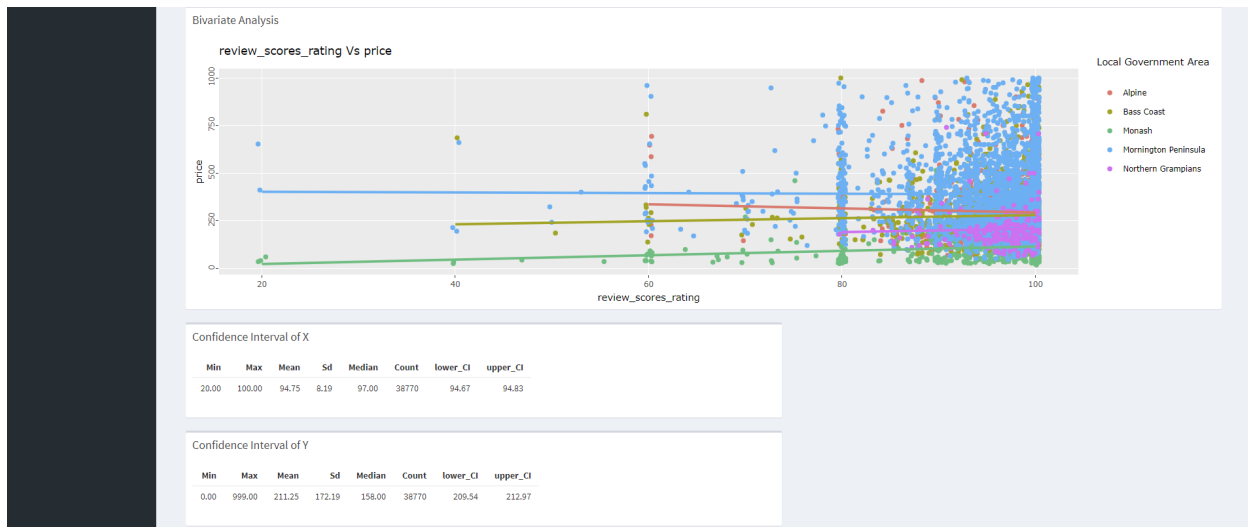 Bivariate Analysis
review_scores_rating Vs price
Local Government Area
Alpine
Bass Coast
Monash
Mornington Peninsula
Northern Grampians
price
1000
750
500
250
0
20 40 60 80 100
review_scores_rating
Confidence Interval of X
Min Max Mean Sd Median Count lower_CI upper_CI
20.00 100.00 94.75 8.19 97.00 38770 94.67 94.83
Confidence Interval of Y
Min Max Mean Sd Median Count lower_CI upper_CI
0.00 999.00 211.25 172.19 158.00 38770 209.54 212.97